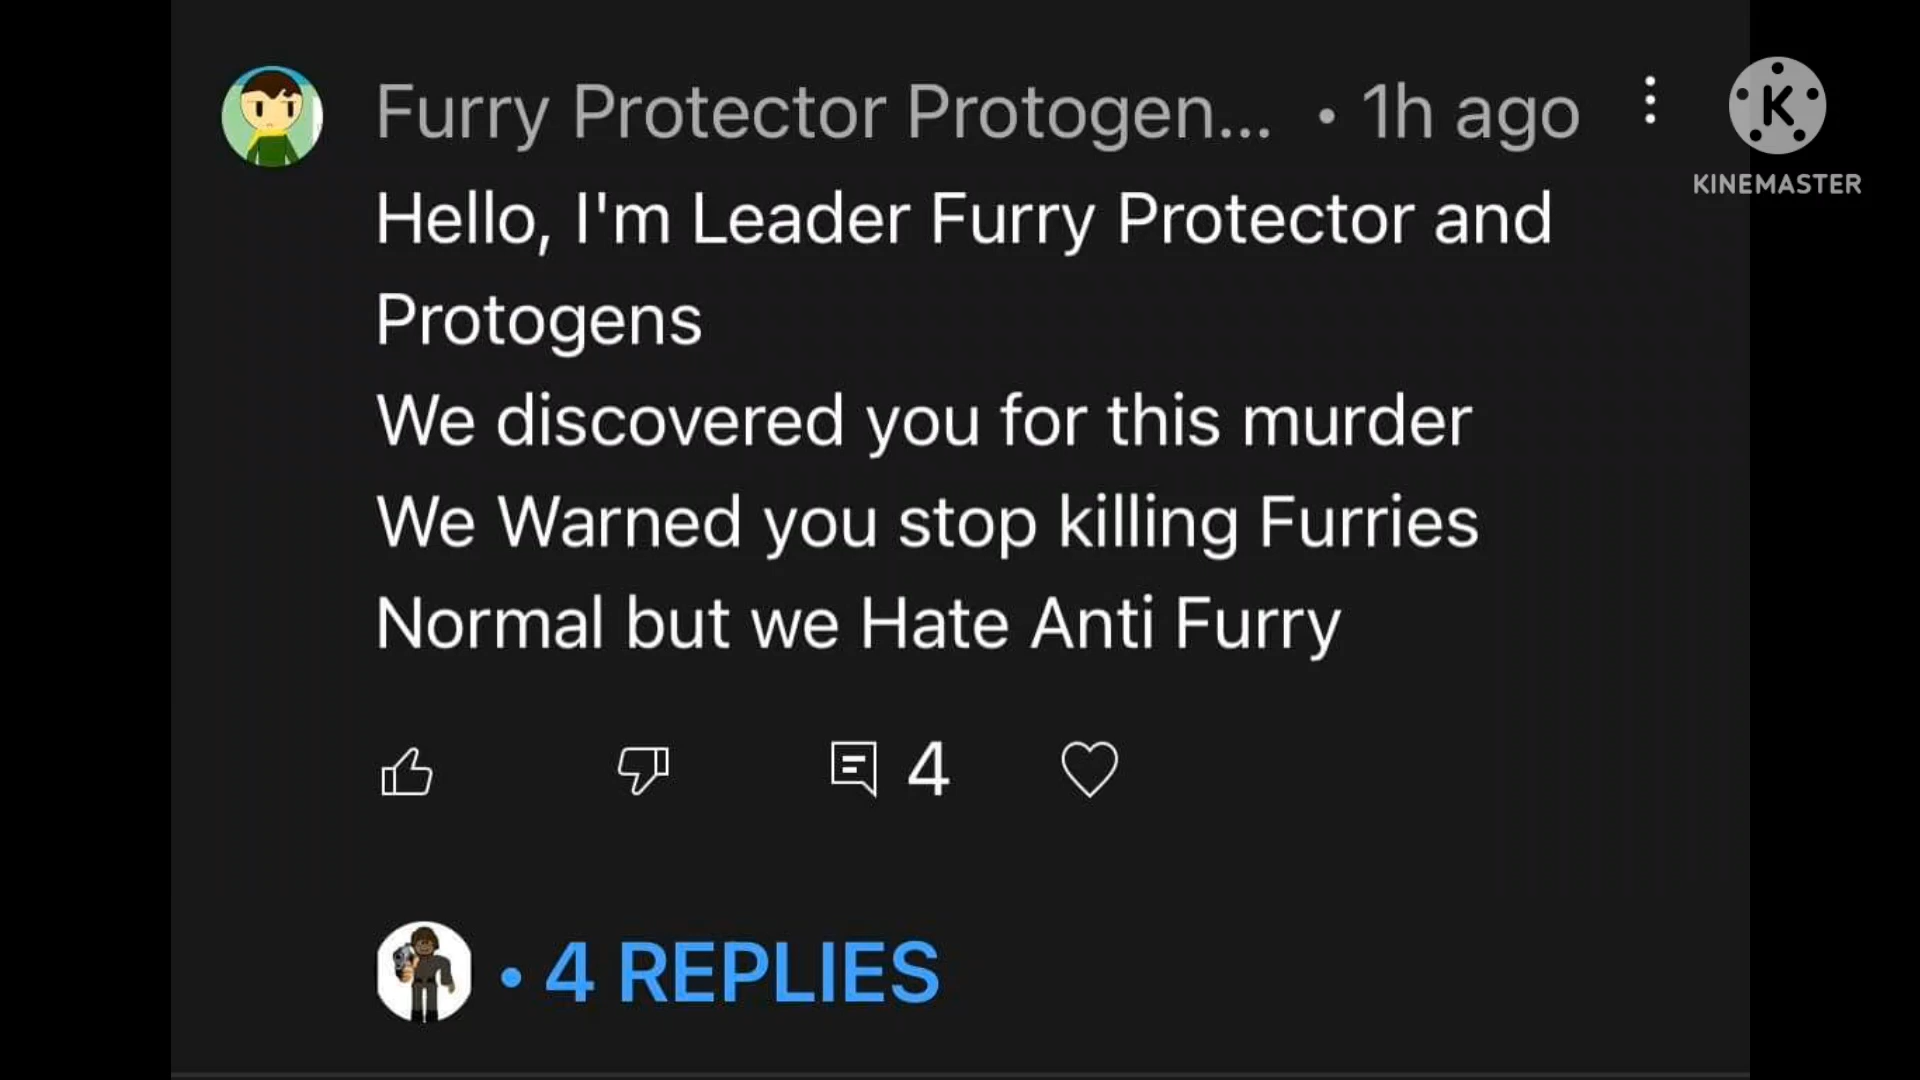 Furry Protector Protogen... • 1h ago
K
KINEMASTER
Hello, I'm Leader Furry Protector and
Protogens
We discovered you for this murder
We Warned you stop killing Furries
Normal but we Hate Anti Furry
4
• 4 REPLIES